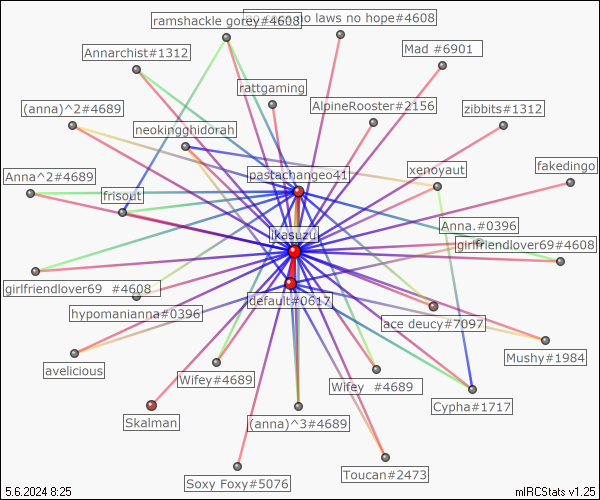 ramshackle gorey#4608
no laws no hope#4608
Annarchist#1312
Mad #6901
rattgaming
(anna)^2#4689
AlpineRooster#2156
zibbits#1312
neokingghidorah
Anna^2#4689
pastachangeo41
xenoyaut
fakedingo
frisout
Anna.#0396
ikasuzu
girlfriendlover69#4608
girlfriendlover69 #4608
default#0617
hypomanianna#0396
ace deucy#7097
Mushy#1984
avelicious
Wifey#4689
Wifey #4689
Cypha#1717
Skalman
(anna)^3#4689
Toucan#2473
Soxy Foxy#5076
5.6.2024 8:25
mIRCStats v1.25